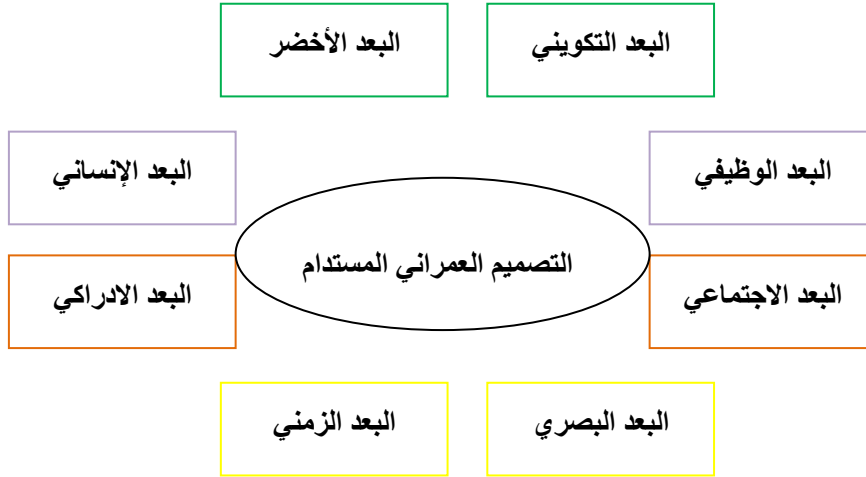 البعد التكويني
البعد الأخضر
البعد الوظيفي
البعد الإنساني
التصميم العمراني المستدام
البعد الاجتماعي
البعد الادراكي
البعد البصري
البعد الزمني